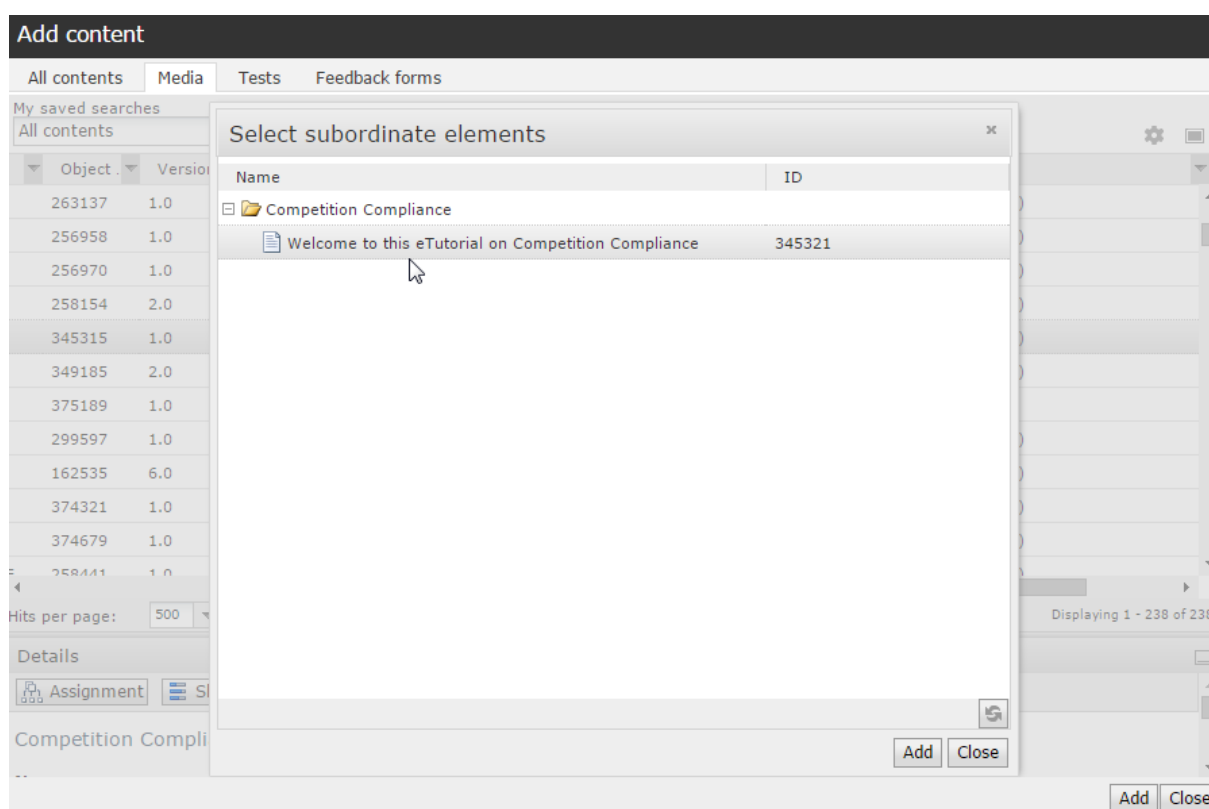 Add content
All contents Media Tests Feedback forms
My saved searches
All contents
Select subordinate elements
Object . Version
Name ID
263137 1.0
Competition Compliance
256958 1.0
Welcome to this eTutorial on Competition Compliance 345321
256970 1.0
258154 2.0
345315 1.0
349185 2.0
375189 1.0
299597 1.0
162535 6.0
374321 1.0
374679 1.0
258441 1.0
Hits per page: 500
Displaying 1 - 238 of 238
Details
Assignment
Competition Compli
Add Close
Add Close